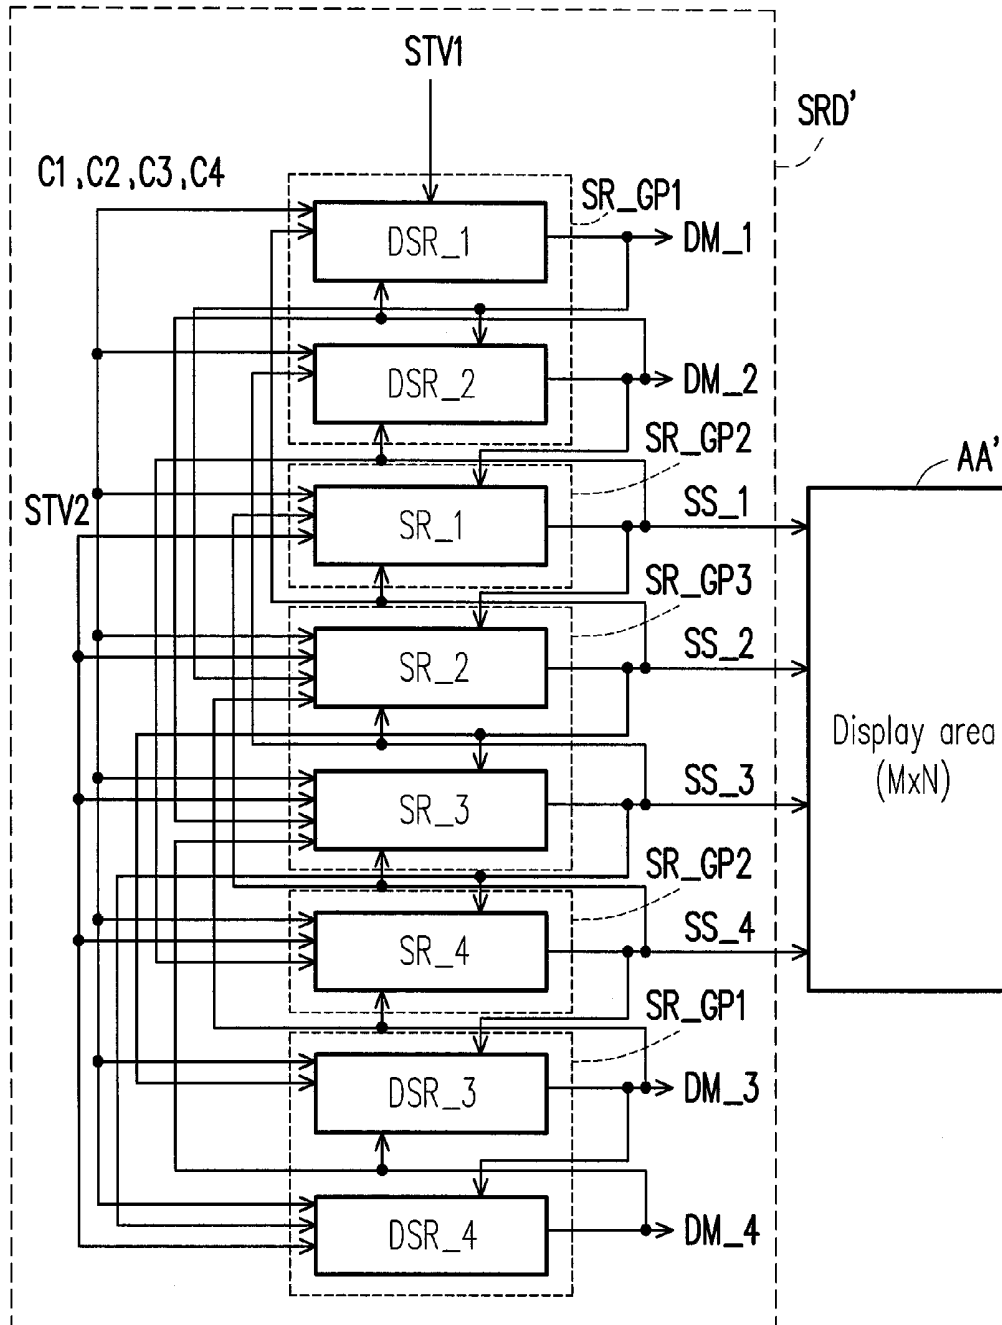 STV1
SRD'
C1 ,C2 ,C3 ,C4
SR_GP1
DSR_1
DM_1
DSR_2
DM_2
SR_GP2
AA'
STV2
SR_1
SS_1
SR_GP3
SR_2
SS_2
Display area
(MxN)
SR_3
SS_3
SR_GP2
SR_4
SS_4
SR_GP1
DSR_3
DM_3
DSR_4
DM_4